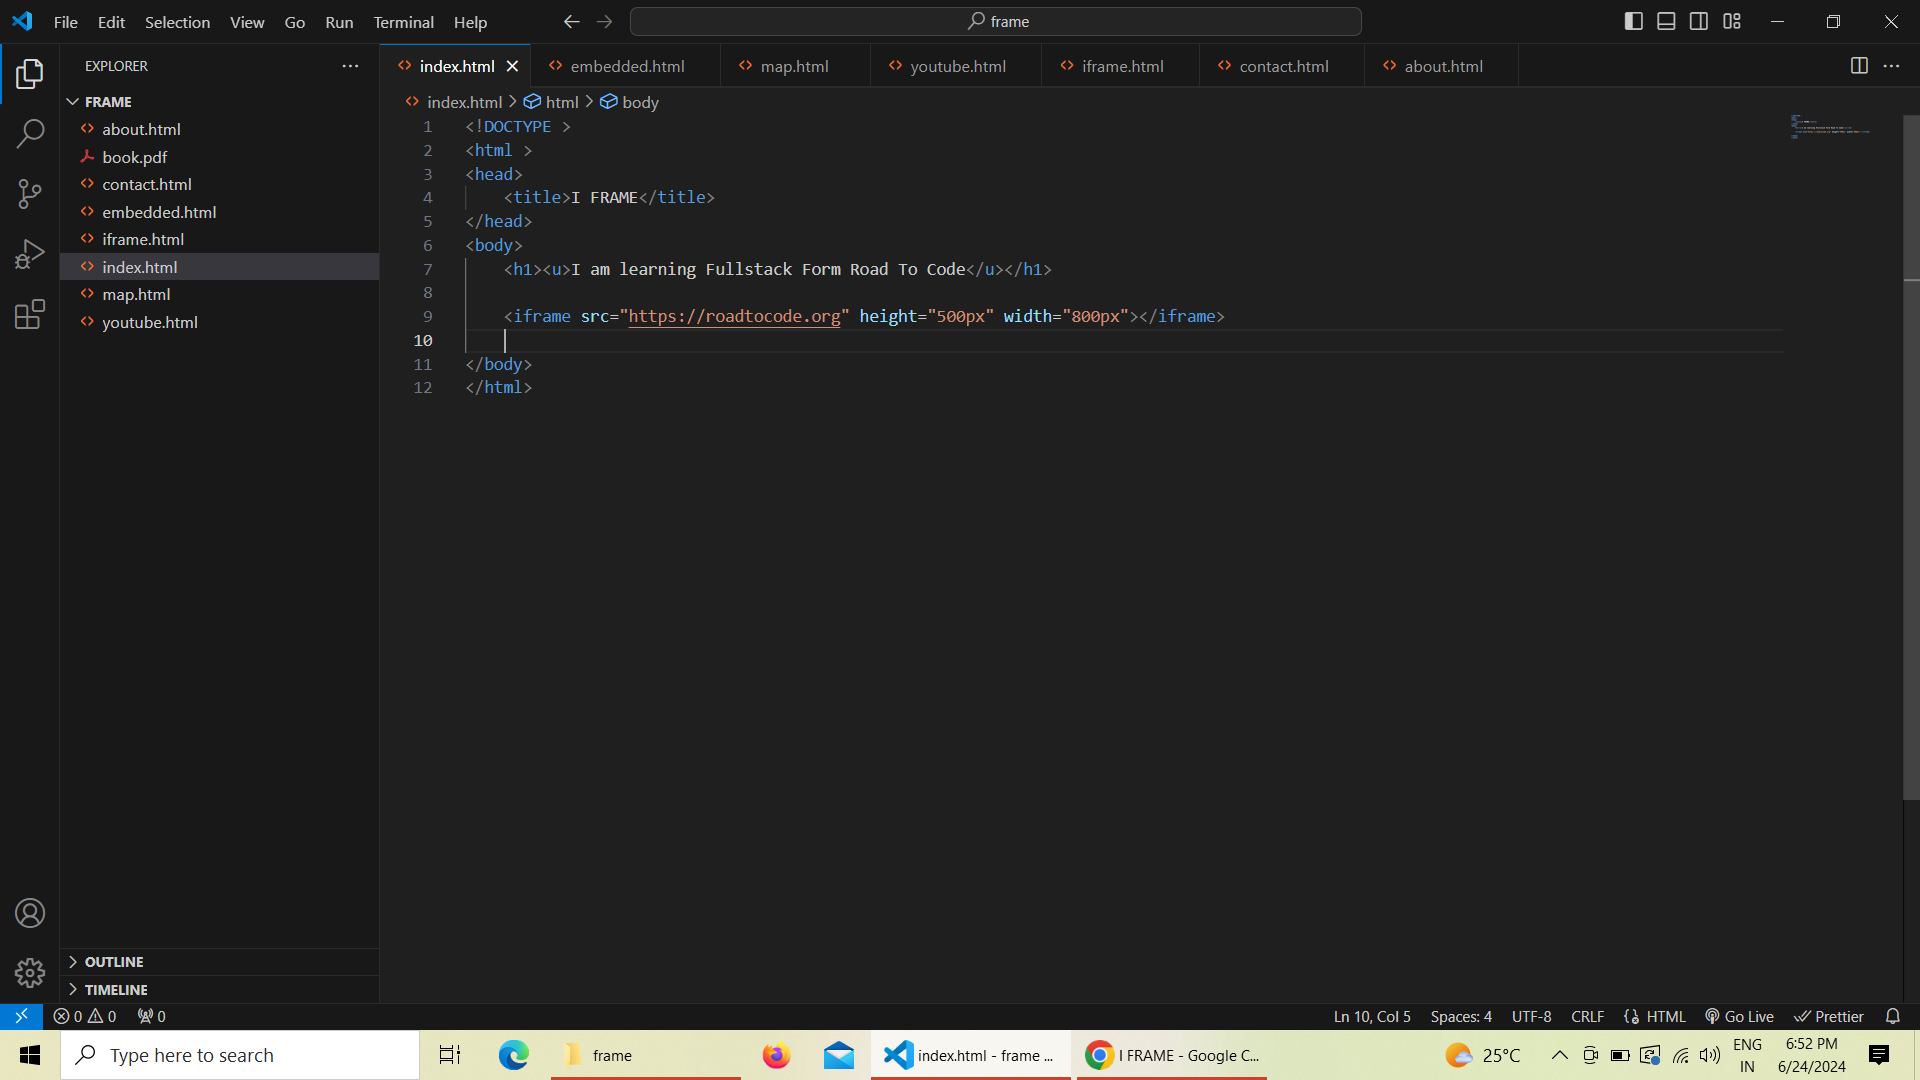 File Edit Selection View Go Run Terminal Help
frame
EXPLORER
FRAME
about.html
book.pdf
contact.html
embedded.html
iframe.html
index.html
map.html
youtube.html
OUTLINE
TIMELINE
index.html embedded.html map.html youtube.html iframe.html contact.html about.html
index.html > html > body
1 <!DOCTYPE >
2 <html >
3 <head>
4 <title>I FRAME</title>
5 </head>
6 <body>
7 <h1><u>I am learning Fullstack Form Road To Code</u></h1>
8
9 <iframe src="https://roadtocode.org" height="500px" width="800px"></iframe>
10
11 </body>
12 </html>
0 0 0 Ln 10, Col 5 Spaces: 4 UTF-8 CRLF {} HTML Go Live Prettier
Type here to search frame index.html - frame ... I FRAME - Google C... 25°C ENG 6:52 PM
IN 6/24/2024